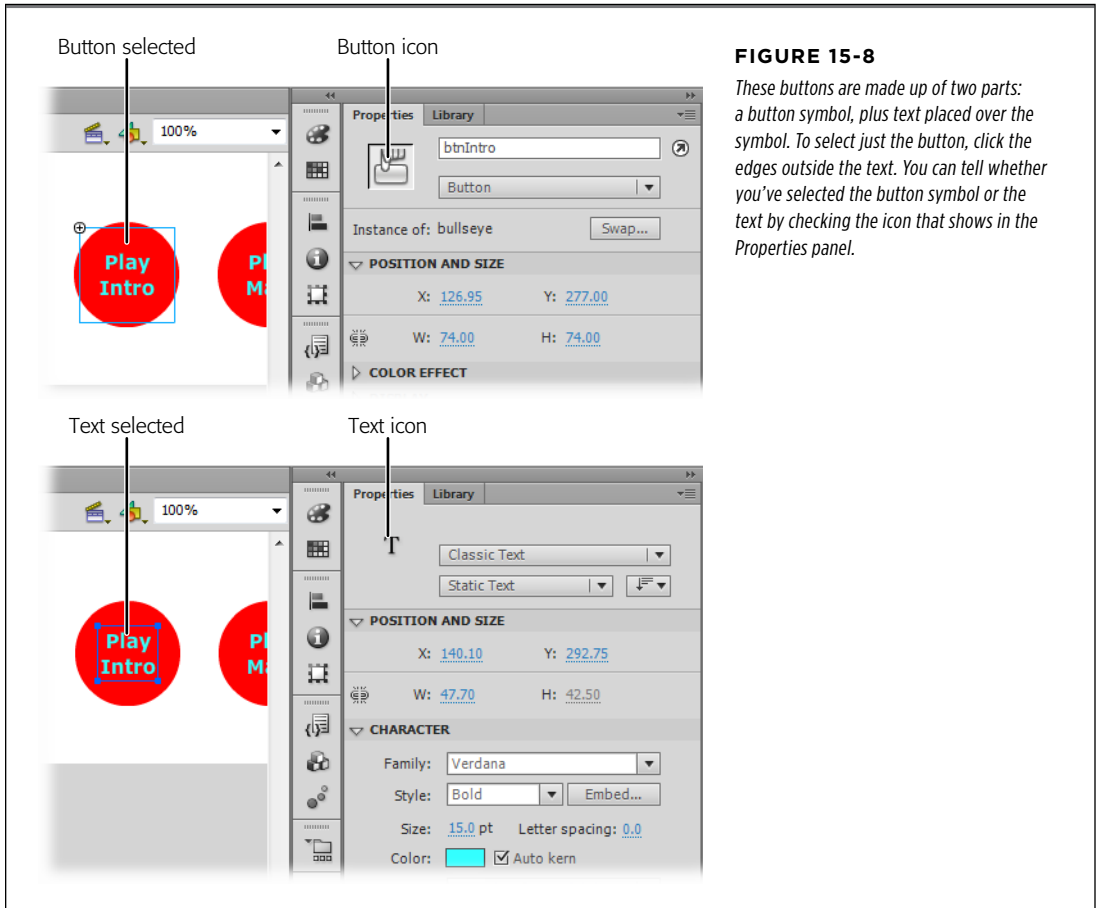 Button selected
Button icon
FIGURE 15-8
These buttons are made up of two parts:
a button symbol, plus text placed over the
symbol. To select just the button, click the
edges outside the text. You can tell whether
you've selected the button symbol or the
text by checking the icon that shows in the
Properties panel.
100%
Play
Intro
Pl
Ma
Properties Library
btnIntro
Button
Instance of: bullseye Swap...
POSITION AND SIZE
X: 126.95 Y: 277.00
W: 74.00 H: 74.00
COLOR EFFECT
Text selected
Text icon
100%
Play
Intro
Pl
Ma
Properties Library
T
Classic Text
Static Text
POSITION AND SIZE
X: 140.10 Y: 292.75
W: 47.70 H: 42.50
CHARACTER
Family: Verdana
Style: Bold Embed...
Size: 15.0 pt Letter spacing: 0.0
Color: Auto kern